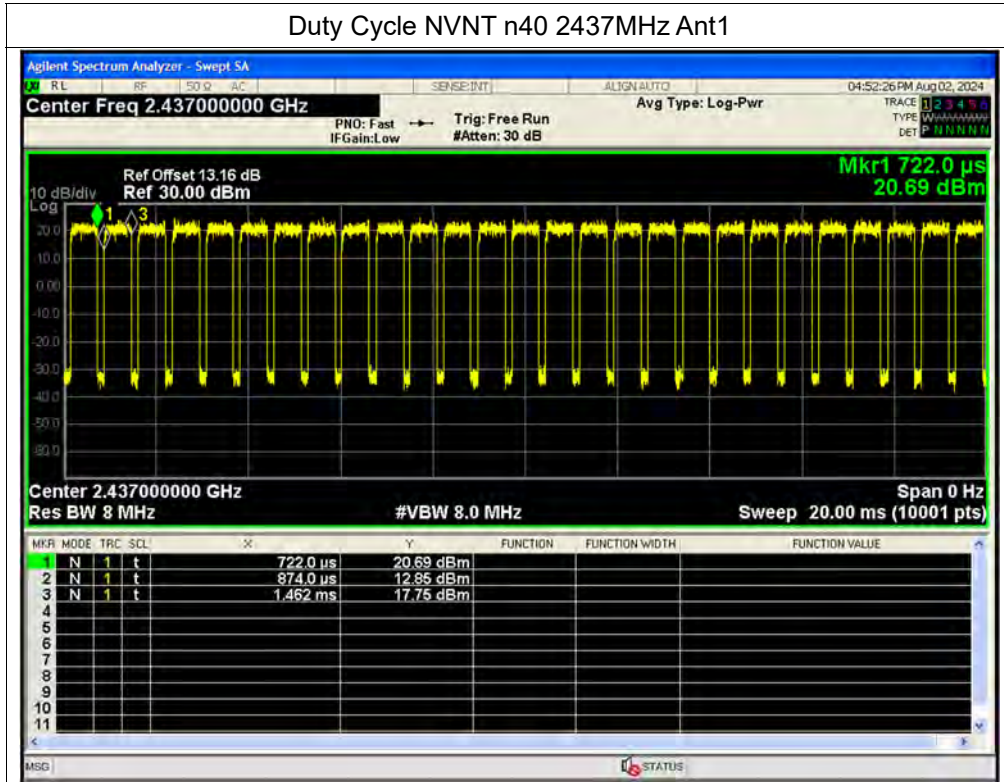 Duty Cycle NVNT n40 2437MHz Ant1
Agilent Spectrum Analyzer - Swept SA
RL RF 50 Ω AC SENSE:INT ALIGN AUTO 04:52:26 PM Aug 02, 2024
Center Freq 2.437000000 GHz Avg Type: Log-Pwr TRACE 1 2 3 4 5 6
PNO: Fast Trig: Free Run TYPE W
IFGain:Low #Atten: 30 dB DET P N N N N N
Mkr1 722.0 µs
20.69 dBm
Ref Offset 13.16 dB
10 dB/div Ref 30.00 dBm
Log
1 3
20.0
10.0
0.00
-10.0
-20.0
-30.0
-40.0
-50.0
-60.0
Center 2.437000000 GHz Span 0 Hz
Res BW 8 MHz #VBW 8.0 MHz Sweep 20.00 ms (10001 pts)
MKR MODE TRC SCL X Y FUNCTION FUNCTION WIDTH FUNCTION VALUE
1 N 1 t 722.0 µs 20.69 dBm
2 N 1 t 874.0 µs 12.85 dBm
3 N 1 t 1.462 ms 17.75 dBm
4
5
6
7
8
9
10
11
MSG STATUS